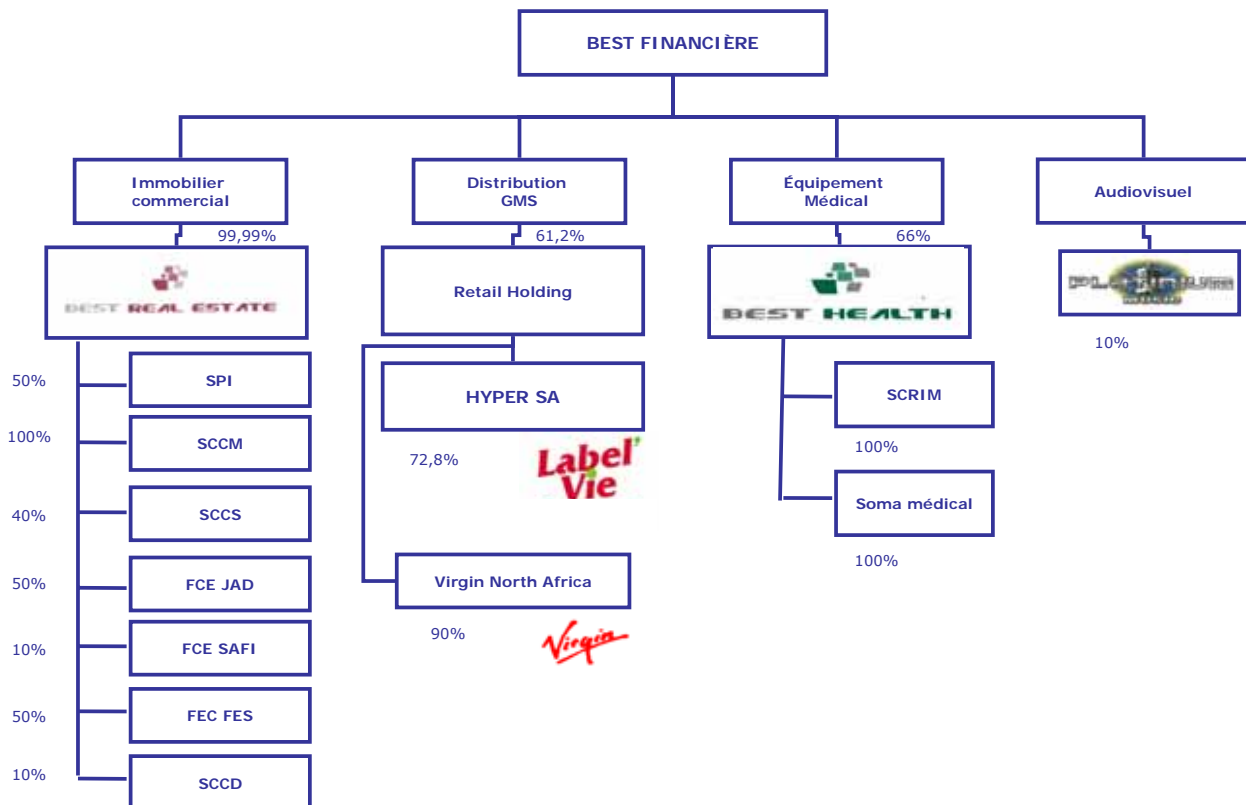 BEST FINANCIÈRE
Immobilier
commercial
Distribution
GMS
Équipement
Médical
Audiovisuel
99,99%
61,2%
66%
BEST REAL ESTATE
Retail Holding
BEST HEALTH
PLATINUM
MUSIC
10%
50%
SPI
HYPER SA
SCRIM
100%
SCCM
72,8%
Label'
Vie
100%
40%
SCCS
Soma médical
100%
50%
FCE JAD
Virgin North Africa
90%
Virgin
10%
FCE SAFI
50%
FEC FES
10%
SCCD